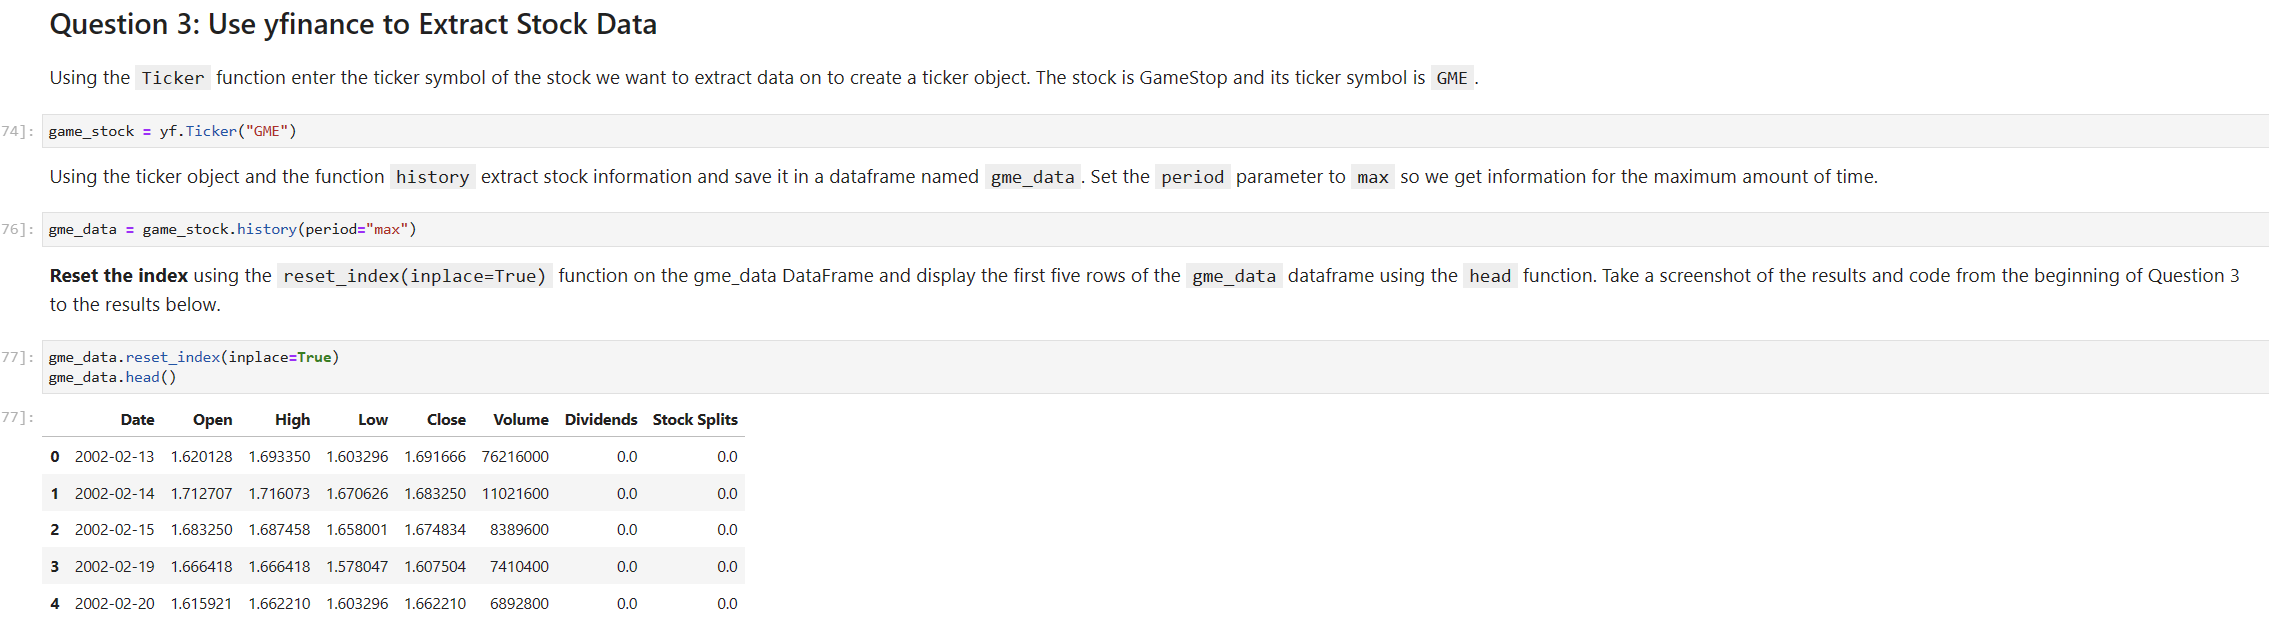 Question 3: Use yfinance to Extract Stock Data
Using the Ticker function enter the ticker symbol of the stock we want to extract data on to create a ticker object. The stock is GameStop and its ticker symbol is GME.
74]: game_stock = yf.Ticker("GME")
Using the ticker object and the function history extract stock information and save it in a dataframe named gme_data. Set the period parameter to max so we get information for the maximum amount of time.
76]: gme_data = game_stock.history(period="max")
Reset the index using the reset_index(inplace=True) function on the gme_data DataFrame and display the first five rows of the gme_data dataframe using the head function. Take a screenshot of the results and code from the beginning of Question 3
to the results below.
77]: gme_data.reset_index(inplace=True)
gme_data.head()
77]: Date Open High Low Close Volume Dividends Stock Splits
0 2002-02-13 1.620128 1.693350 1.603296 1.691666 76216000 0.0 0.0
1 2002-02-14 1.712707 1.716073 1.670626 1.683250 11021600 0.0 0.0
2 2002-02-15 1.683250 1.687458 1.658001 1.674834 8389600 0.0 0.0
3 2002-02-19 1.666418 1.666418 1.578047 1.607504 7410400 0.0 0.0
4 2002-02-20 1.615921 1.662210 1.603296 1.662210 6892800 0.0 0.0